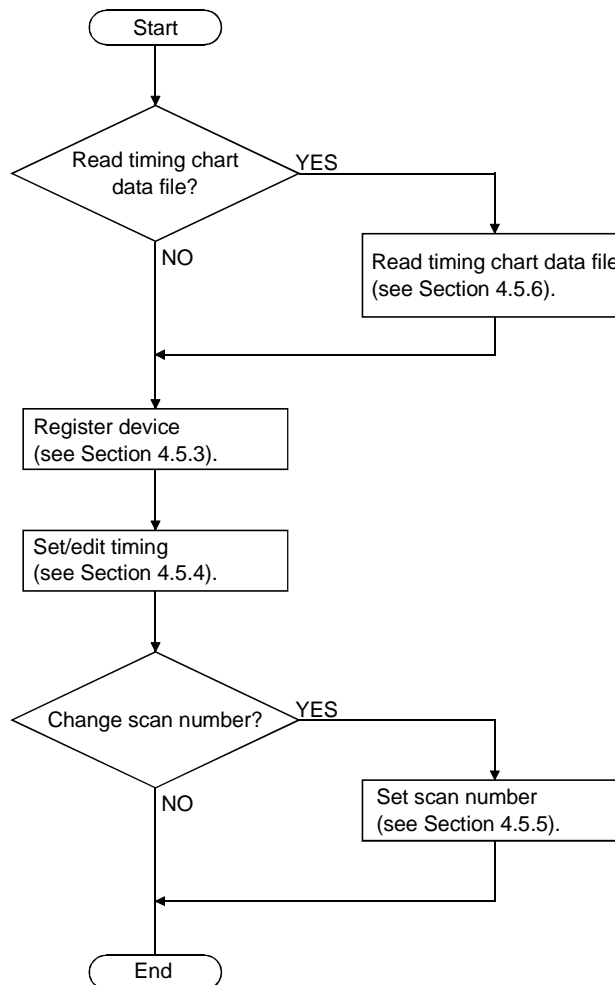 Start
Read timing chart
data file?
YES
NO
Read timing chart data file
(see Section 4.5.6).
Register device
(see Section 4.5.3).
Set/edit timing
(see Section 4.5.4).
Change scan number?
YES
NO
Set scan number
(see Section 4.5.5).
End